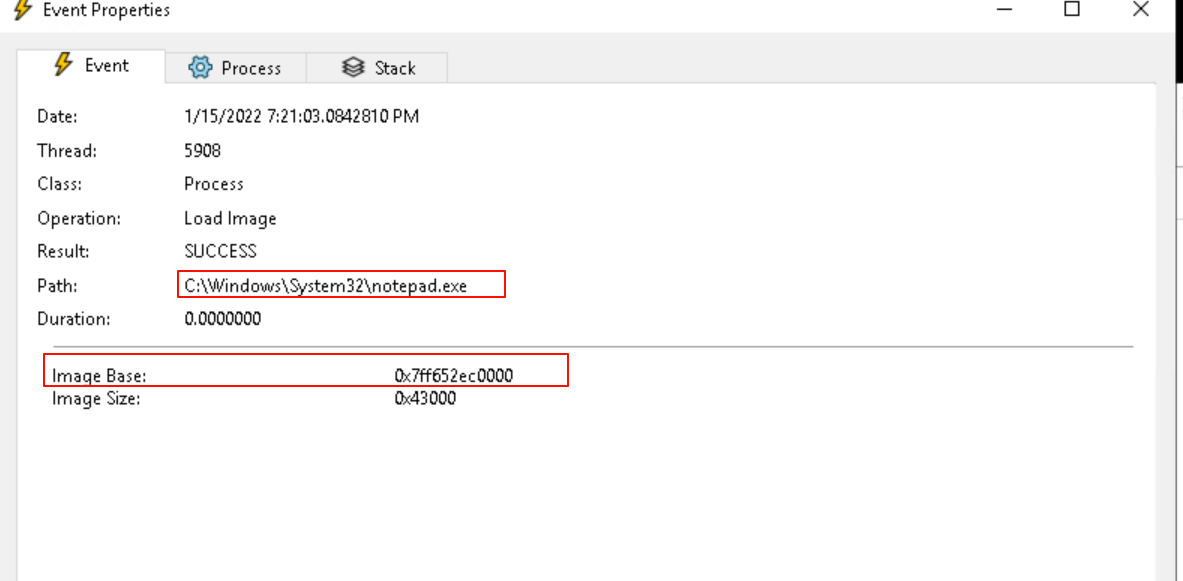 Event Properties
Event Process Stack
Date: 1/15/2022 7:21:03.0842810 PM
Thread: 5908
Class: Process
Operation: Load Image
Result: SUCCESS
Path: C:\Windows\System32\notepad.exe
Duration: 0.0000000
Image Base: 0x7ff652ec0000
Image Size: 0x43000